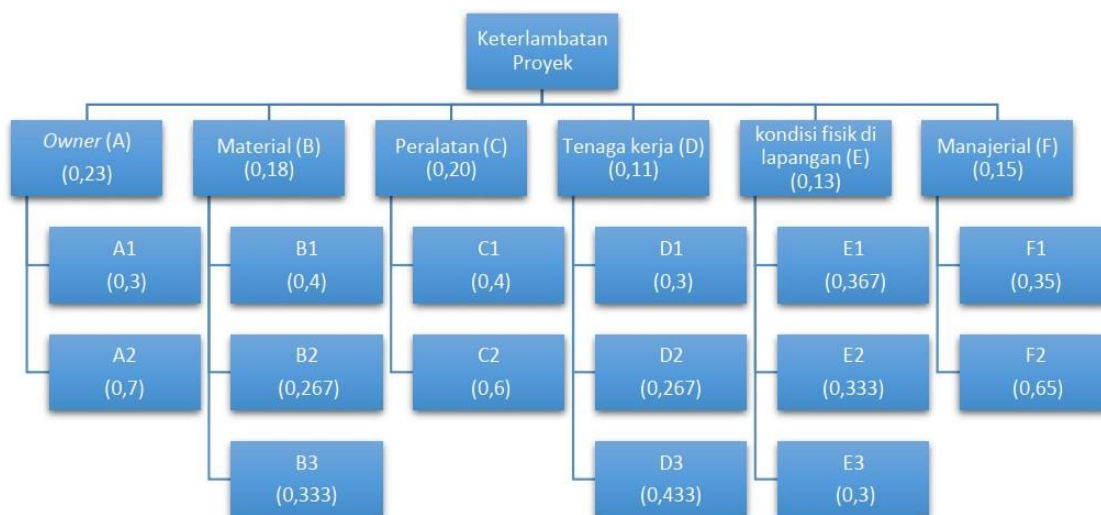 Keterlambatan
Proyek
Owner (A)
(0,23)
Material (B)
(0,18)
Peralatan (C)
(0,20)
Tenaga kerja (D)
(0,11)
kondisi fisik di
lapangan (E)
(0,13)
Manajerial (F)
(0,15)
A1
(0,3)
B1
(0,4)
C1
(0,4)
D1
(0,3)
E1
(0,367)
F1
(0,35)
A2
(0,7)
B2
(0,267)
C2
(0,6)
D2
(0,267)
E2
(0,333)
F2
(0,65)
B3
(0,333)
D3
(0,433)
E3
(0,3)